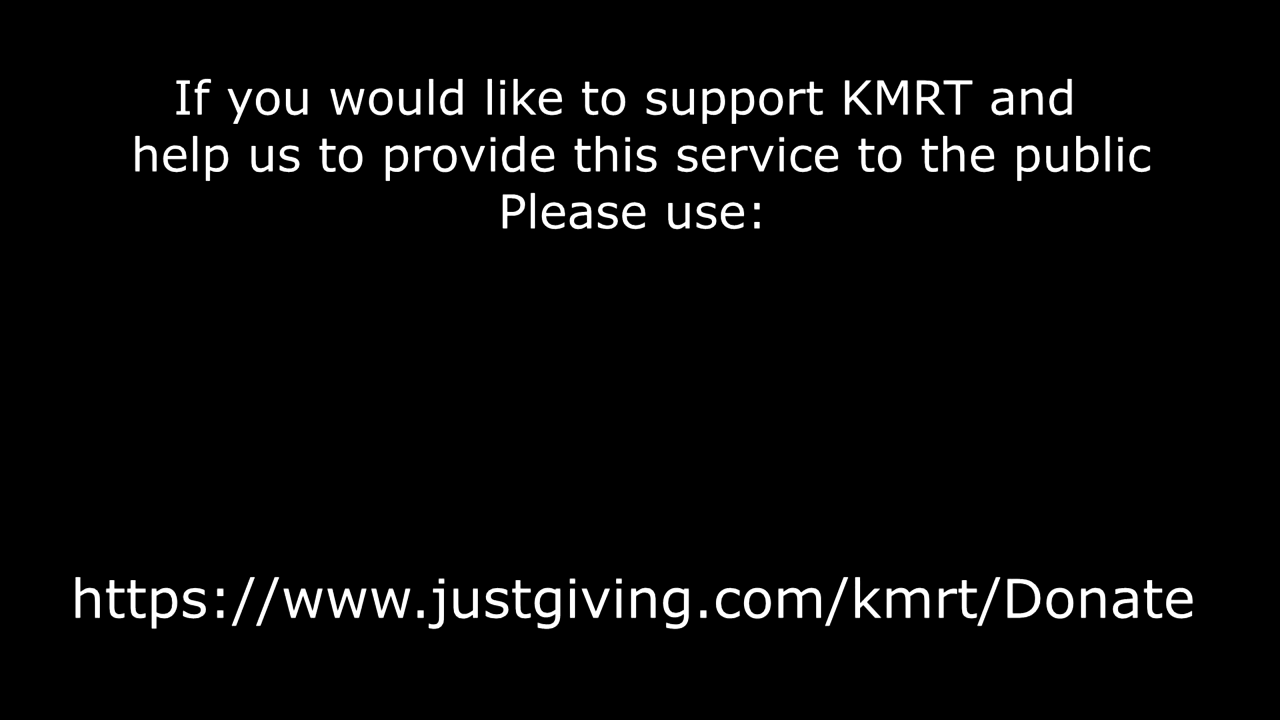 If you would like to support KMRT and
help us to provide this service to the public
Please use:
https://www.justgiving.com/kmrt/Donate